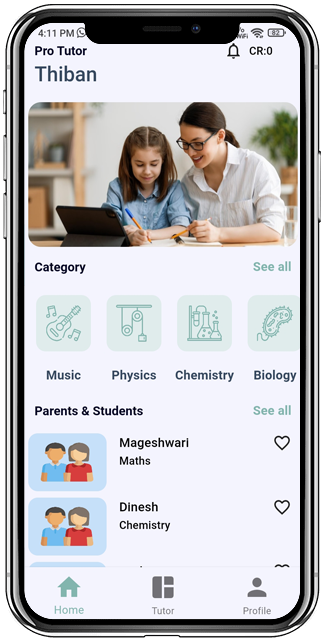 4:11 PM
WiFi 82
Pro Tutor CR:0
Thiban
Category See all
Music Physics Chemistry Biology
Parents & Students See all
Mageshwari
Maths
Dinesh
Chemistry
Home Tutor Profile